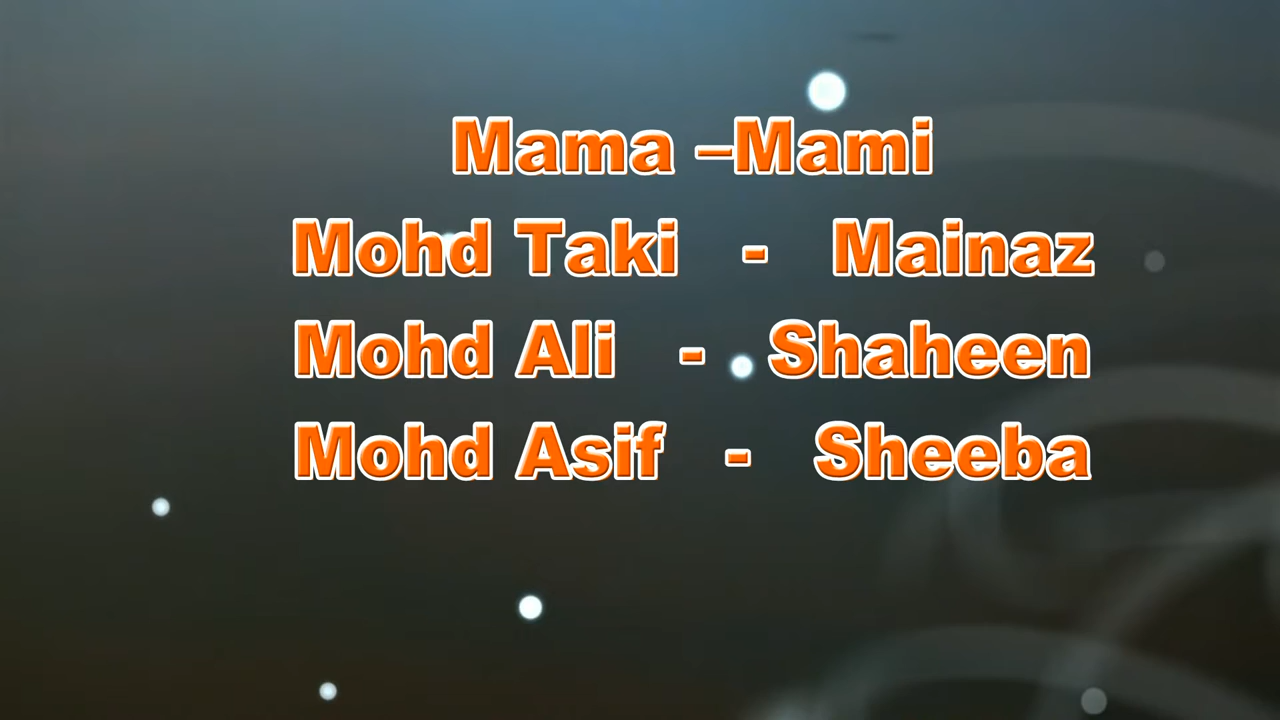 Mama –Mami
Mohd Taki - Mainaz
Mohd Ali - Shaheen
Mohd Asif - Sheeba